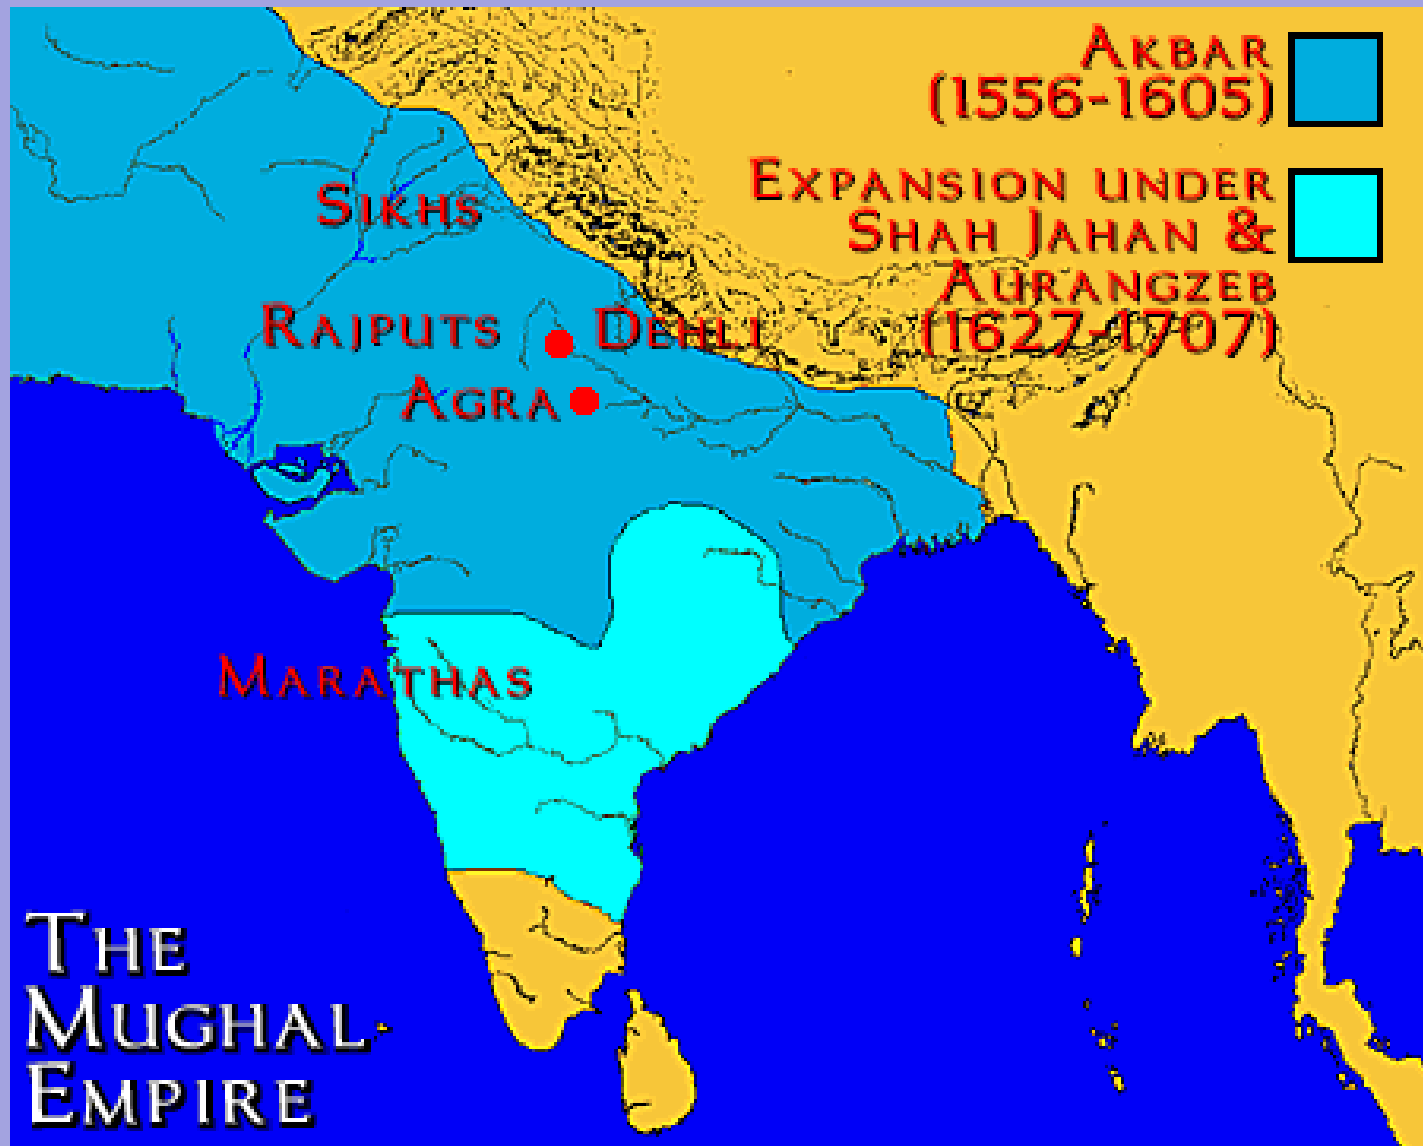 AKBAR
(1556-1605)
EXPANSION UNDER
SHAH JAHAN &
AURANGZEB
(1627-1707)
SIKHS
RAJPUTS
DEHLI
AGRA
MARATHAS
THE
MUGHAL
EMPIRE